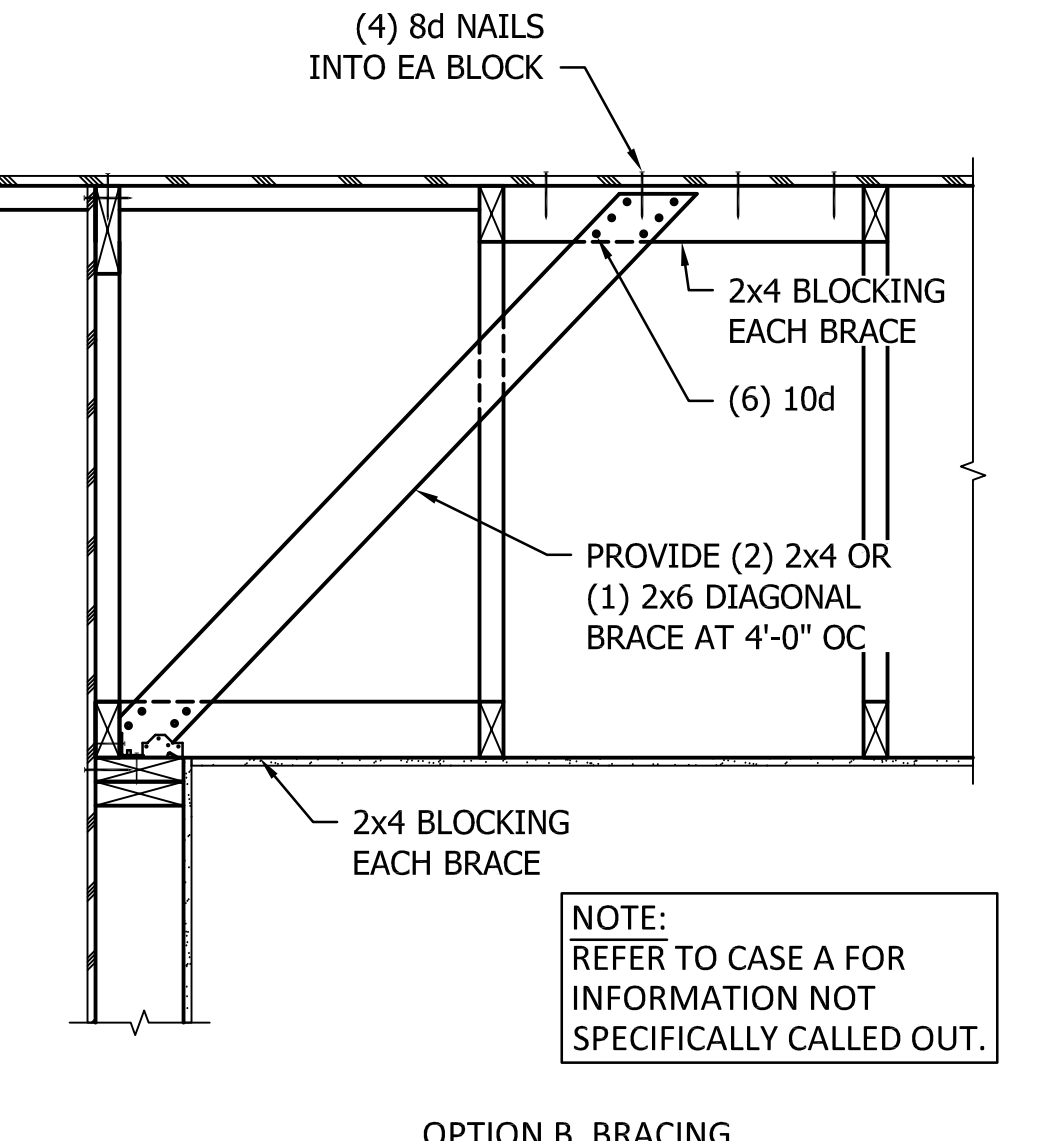 (4) 8d NAILS
INTO EA BLOCK
2x4 BLOCKING
EACH BRACE
(6) 10d
PROVIDE (2) 2x4 OR
(1) 2x6 DIAGONAL
BRACE AT 4'-0" OC
2x4 BLOCKING
EACH BRACE
NOTE:
REFER TO CASE A FOR
INFORMATION NOT
SPECIFICALLY CALLED OUT.
OPTION B BRACING